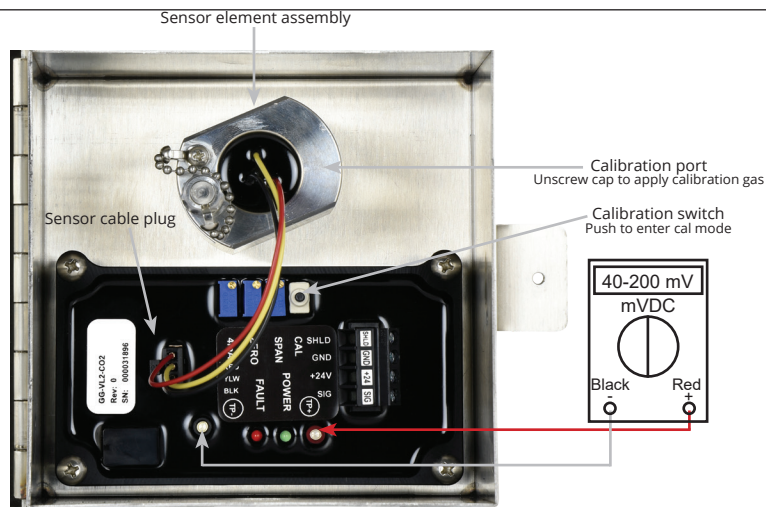 Sensor element assembly
Calibration port
Unscrew cap to apply calibration gas
Sensor cable plug
Calibration switch
Push to enter cal mode
40-200 mV
mVDC
Black
-
Red
+
GG-VL2-CO2
Rev: 0
SN: 000031896
CAL
SPAN
POWER
FAULT
SHLD
GND
+24V
SIG
YLW
BLK
TP-
TP+
SHLD
GND
+24
SIG